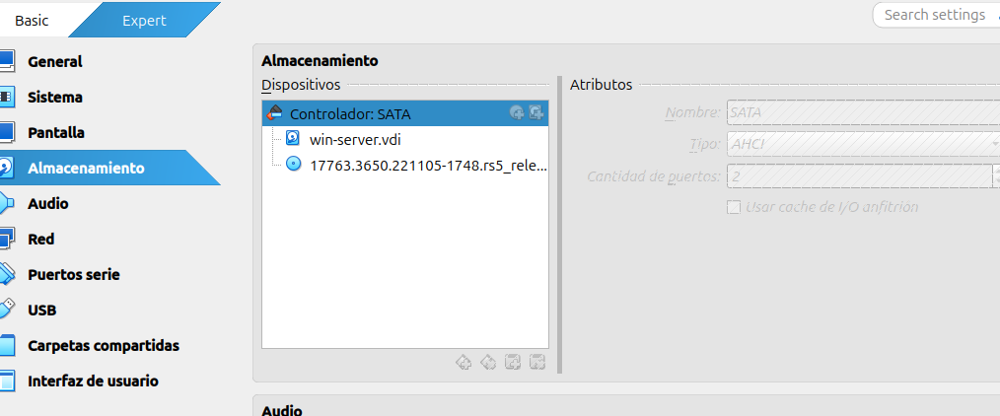 Basic
Expert
Search settings
General
Sistema
Pantalla
Almacenamiento
Audio
Red
Puertos serie
USB
Carpetas compartidas
Interfaz de usuario
Almacenamiento
Dispositivos
Controlador: SATA
win-server.vdi
17763.3650.221105-1748.rs5_rele...
Atributos
Nombre: SATA
Tipo: AHCI
Cantidad de puertos: 2
Usar cache de I/O anfitrión
Audio